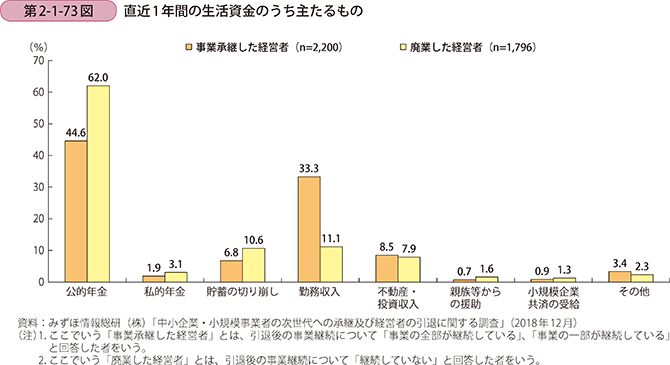 第2-1-73図 直近1年間の生活資金のうち主たるもの
(%)
事業承継した経営者（n=2,200） 廃業した経営者（n=1,796）
70
60
50
40
30
20
10
0
44.6 62.0
1.9 3.1
6.8 10.6
33.3 11.1
8.5 7.9
0.7 1.6
0.9 1.3
3.4 2.3
公的年金
私的年金
貯蓄の切り崩し
勤務収入
不動産・
投資収入
親族等から
の援助
小規模企業
共済の受給
その他
資料：みずほ情報総研（株）「中小企業・小規模事業者の次世代への承継及び経営者の引退に関する調査」（2018年12月）
（注）1. ここでいう「事業承継した経営者」とは、引退後の事業継続について「事業の全部が継続している」、「事業の一部が継続している」
と回答した者をいう。
2. ここでいう「廃業した経営者」とは、引退後の事業継続について「継続していない」と回答した者をいう。